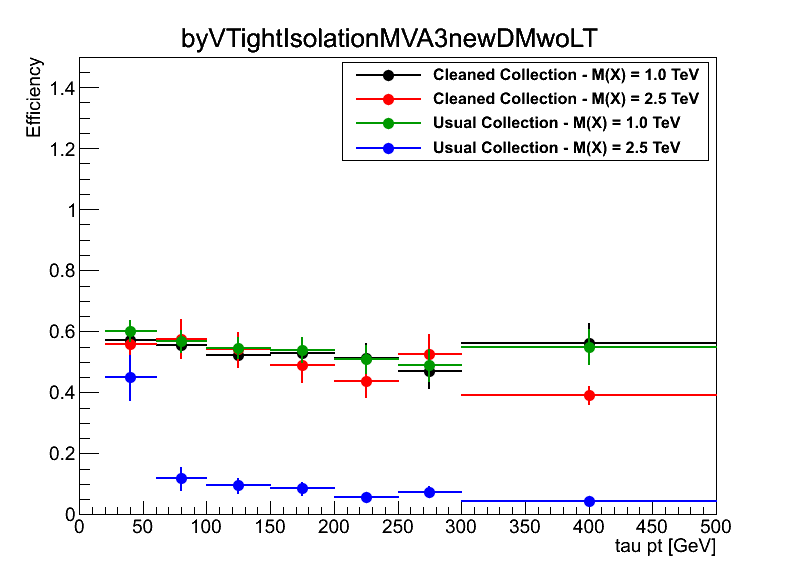 byVTightIsolationMVA3newDMwoLT
Efficiency
Cleaned Collection - M(X) = 1.0 TeV
Cleaned Collection - M(X) = 2.5 TeV
Usual Collection - M(X) = 1.0 TeV
Usual Collection - M(X) = 2.5 TeV
1.4
1.2
1
0.8
0.6
0.4
0.2
0
0 50 100 150 200 250 300 350 400 450 500
tau pt [GeV]